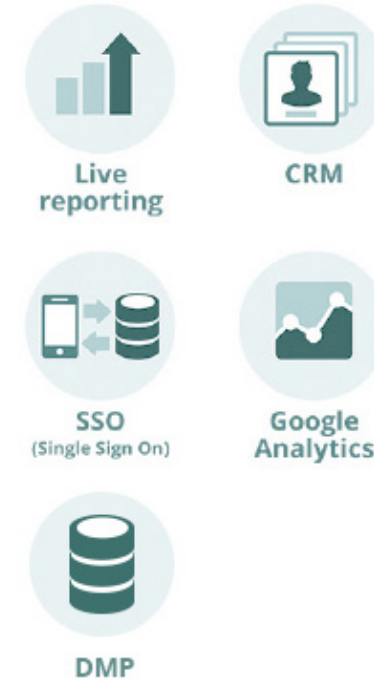 Live
reporting
CRM
SSO
(Single Sign On)
Google
Analytics
DMP